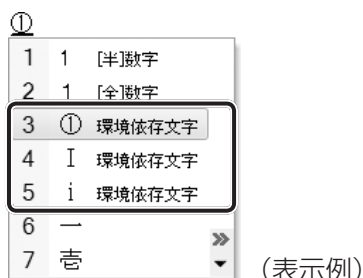 ①
1 1 [半]数字
2 1 [全]数字
3 ① 環境依存文字
4 Ⅰ 環境依存文字
5 ⅰ 環境依存文字
6 一
7 壱
(表示例)